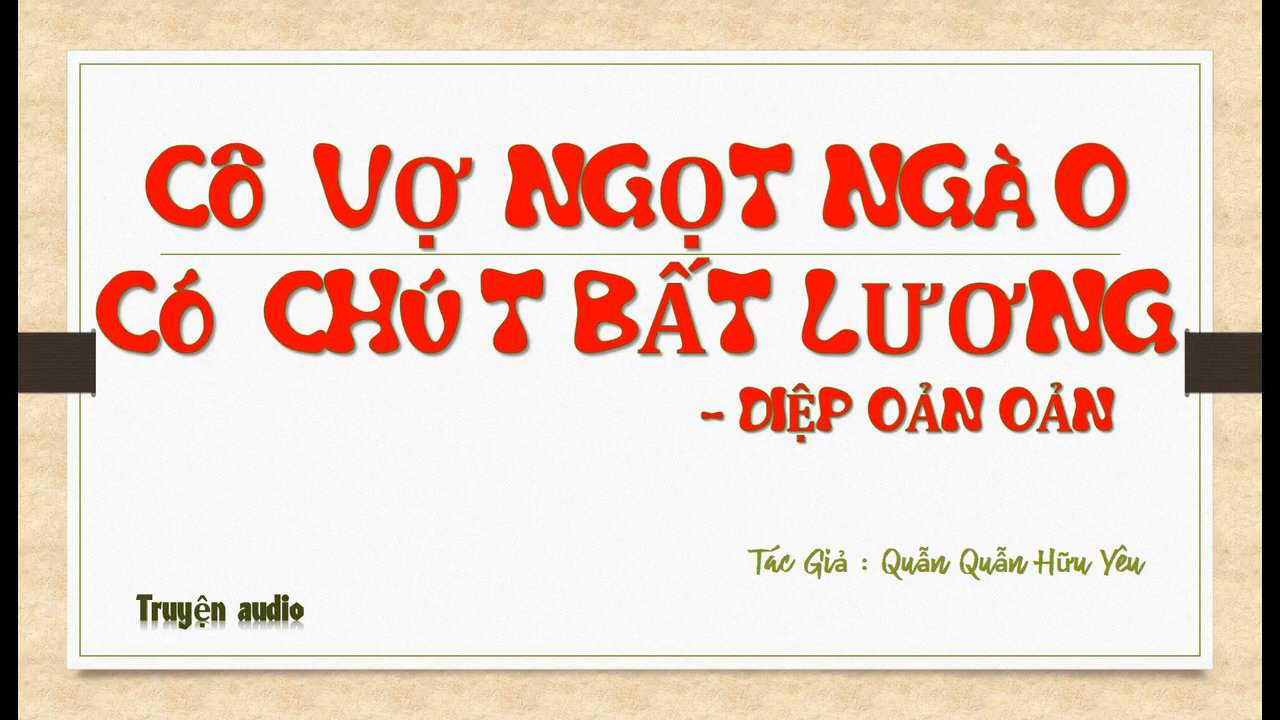 CÔ VỢ NGỌT NGÀO
CÓ CHÚT BẤT LƯƠNG
- DIỆP OẢN OẢN
Tác Giả : Quẫn Quẫn Hữu Yêu
Truyện audio